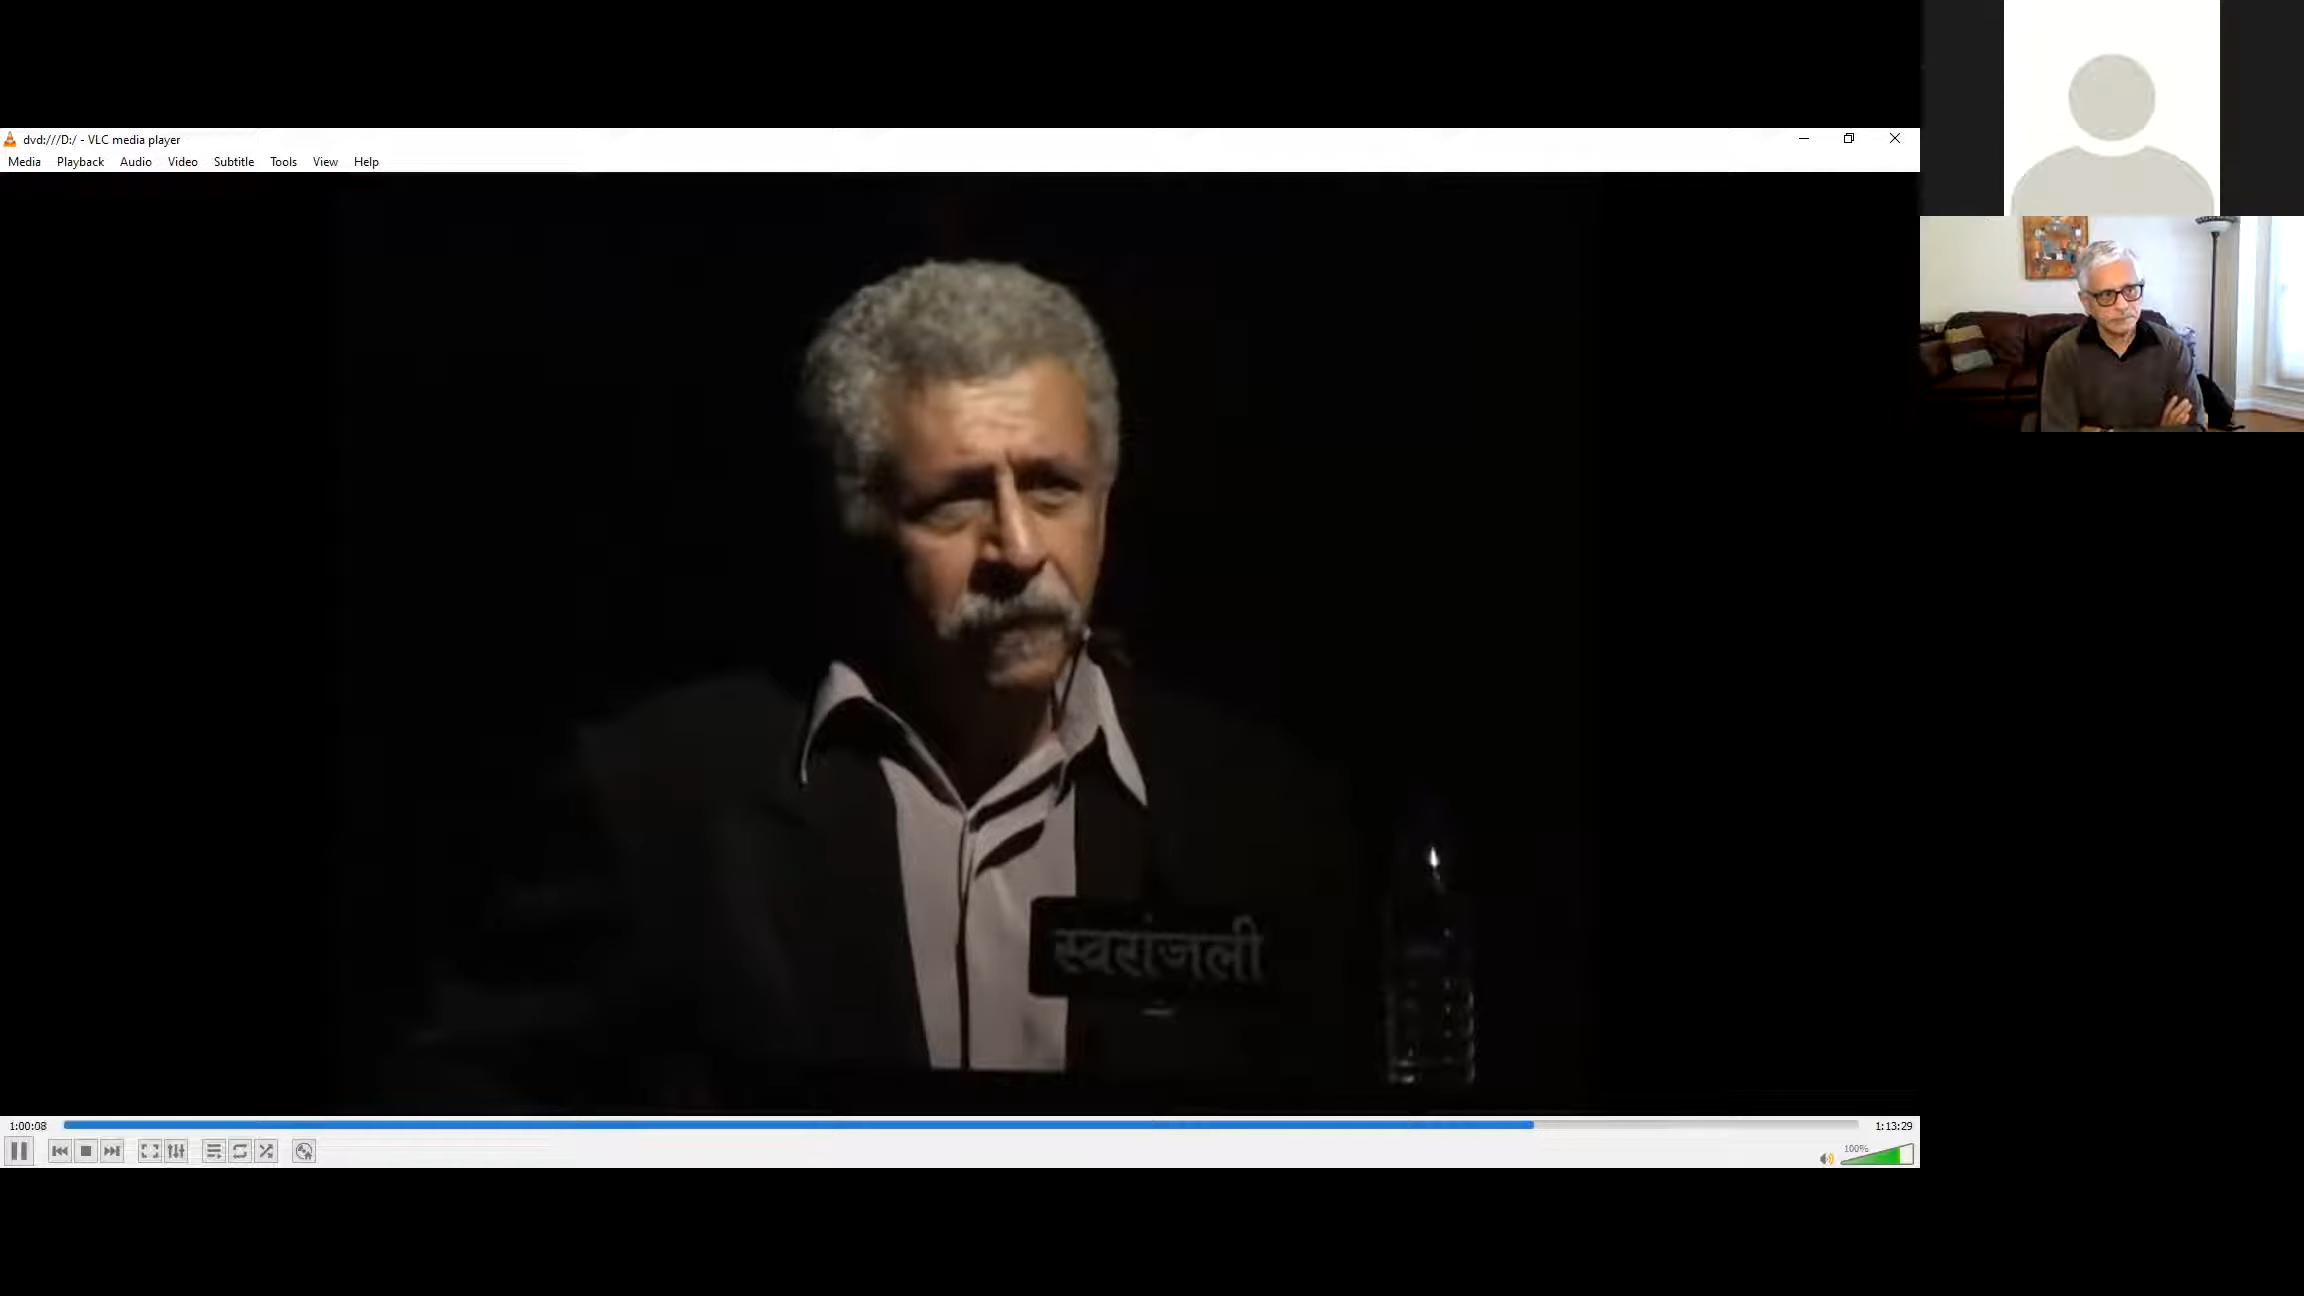 dvd:///D:/ - VLC media player
Media Playback Audio Video Subtitle Tools View Help
स्वरांजली
1:00:08
1:13:29
100%